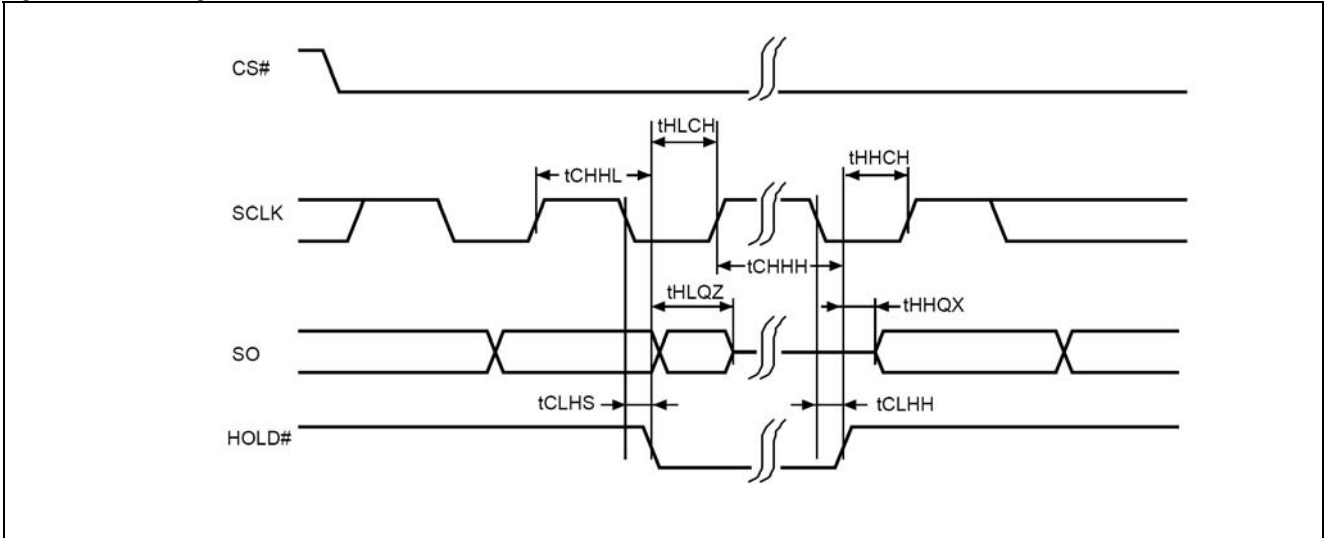 CS#
tHLCH
tHHCH
tCHHL
SCLK
tCHHH
tHLQZ
tHHQX
SO
tCLHS
tCLHH
HOLD#